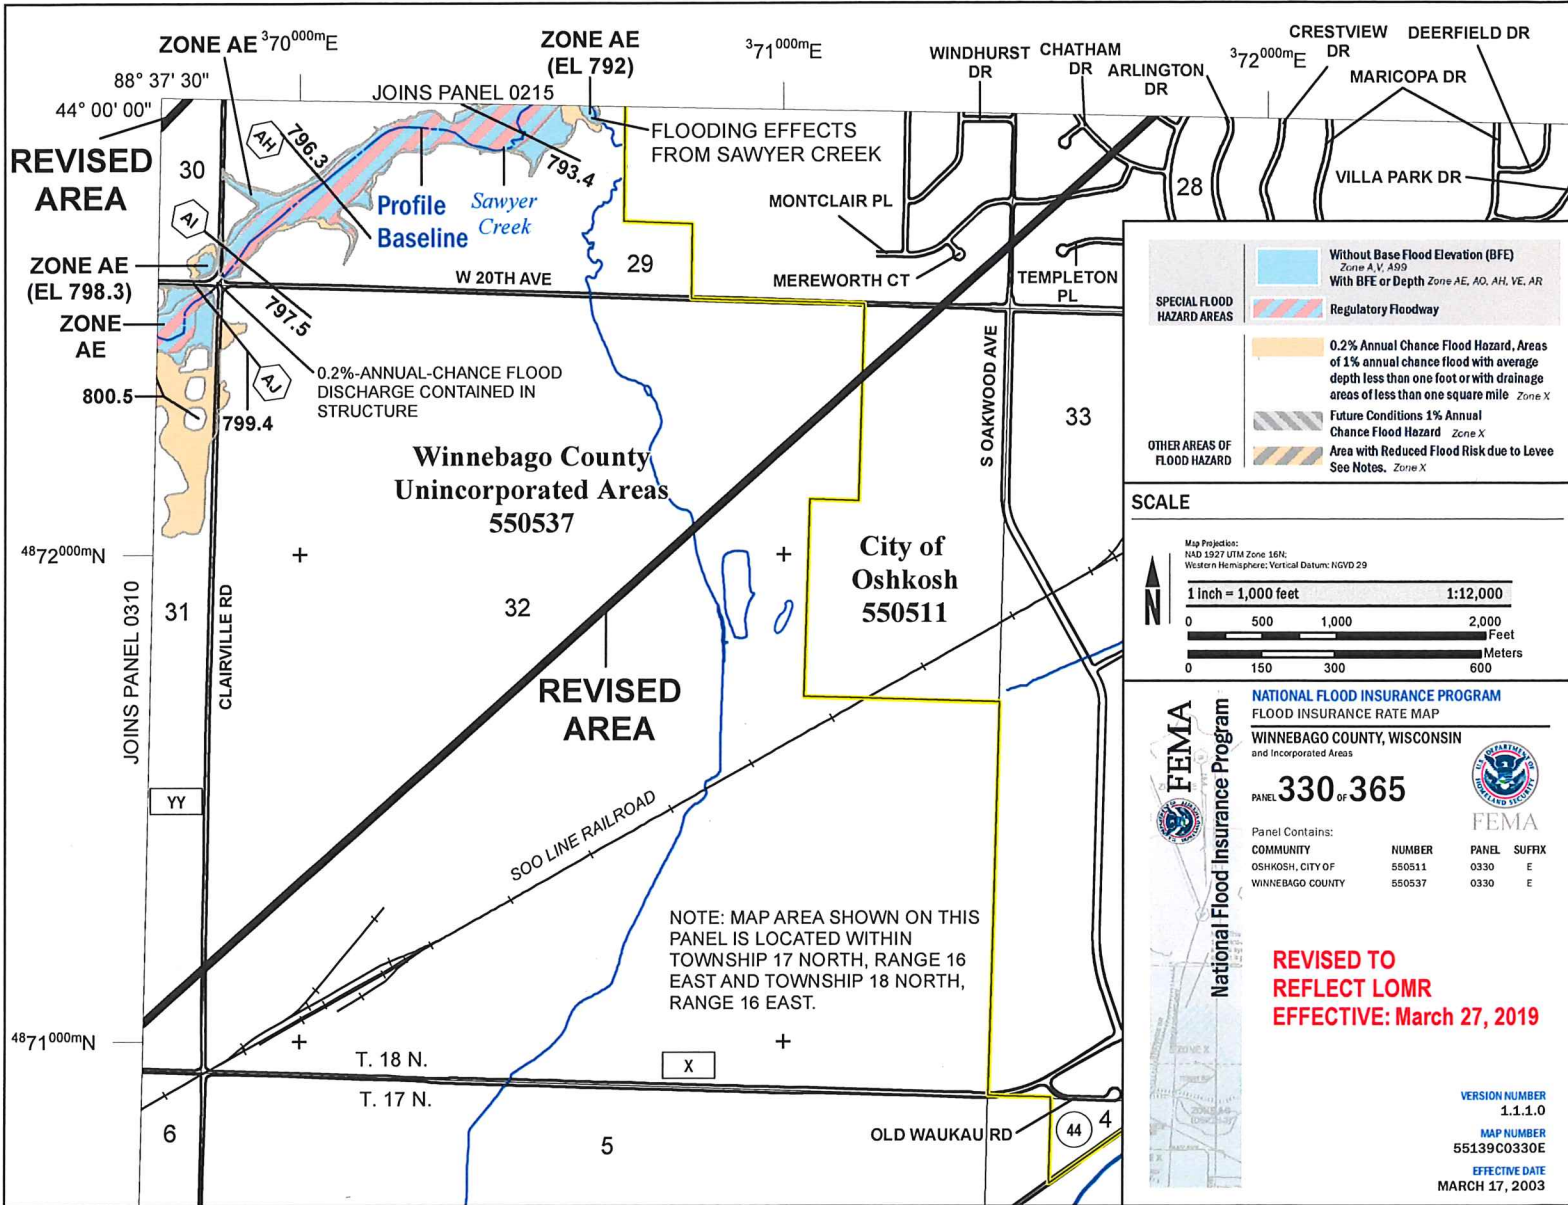 ZONE AE
370000mE
ZONE AE
(EL 792)
371000mE
WINDHURST
DR
CHATHAM
DR
ARLINGTON
DR
372000mE
CRESTVIEW
DR
DEERFIELD DR
MARICOPA DR
88° 37' 30"
44° 00' 00"
JOINS PANEL 0215
REVISED
AREA
30
AH
796.3
793.4
FLOODING EFFECTS
FROM SAWYER CREEK
Profile
Baseline
Sawyer
Creek
AI
MONTCLAIR PL
28
VILLA PARK DR
ZONE AE
(EL 798.3)
W 20TH AVE
29
MEREWORTH CT
TEMPLETON
PL
ZONE
AE
797.5
AJ
0.2%-ANNUAL-CHANCE FLOOD
DISCHARGE CONTAINED IN
STRUCTURE
800.5
799.4
S OAKWOOD AVE
33
Winnebago County
Unincorporated Areas
550537
City of
Oshkosh
550511
4872000mN
JOINS PANEL 0310
31
CLAIRVILLE RD
32
REVISED
AREA
YY
SOO LINE RAILROAD
NOTE: MAP AREA SHOWN ON THIS
PANEL IS LOCATED WITHIN
TOWNSHIP 17 NORTH, RANGE 16
EAST AND TOWNSHIP 18 NORTH,
RANGE 16 EAST.
4871000mN
T. 18 N.
T. 17 N.
X
6
5
OLD WAUKAU RD
44
4
SPECIAL FLOOD
HAZARD AREAS
Without Base Flood Elevation (BFE)
Zone A,V, A99
With BFE or Depth Zone AE, AO, AH, VE, AR
Regulatory Floodway
0.2% Annual Chance Flood Hazard, Areas
of 1% annual chance flood with average
depth less than one foot or with drainage
areas of less than one square mile Zone X
Future Conditions 1% Annual
Chance Flood Hazard Zone X
OTHER AREAS OF
FLOOD HAZARD
Area with Reduced Flood Risk due to Levee
See Notes. Zone X
SCALE
Map Projection:
NAD 1927 UTM Zone 16N;
Western Hemisphere; Vertical Datum: NGVD 29
N
1 inch = 1,000 feet 1:12,000
0 500 1,000 2,000
Feet
Meters
0 150 300 600
FEMA
National Flood Insurance Program
NATIONAL FLOOD INSURANCE PROGRAM
FLOOD INSURANCE RATE MAP
WINNEBAGO COUNTY, WISCONSIN
and Incorporated Areas
PANEL 330 OF 365
U.S. DEPARTMENT OF HOMELAND SECURITY
FEMA
Panel Contains:
COMMUNITY NUMBER PANEL SUFFIX
OSHKOSH, CITY OF 550511 0330 E
WINNEBAGO COUNTY 550537 0330 E
REVISED TO
REFLECT LOMR
EFFECTIVE: March 27, 2019
VERSION NUMBER
1.1.1.0
MAP NUMBER
55139C0330E
EFFECTIVE DATE
MARCH 17, 2003